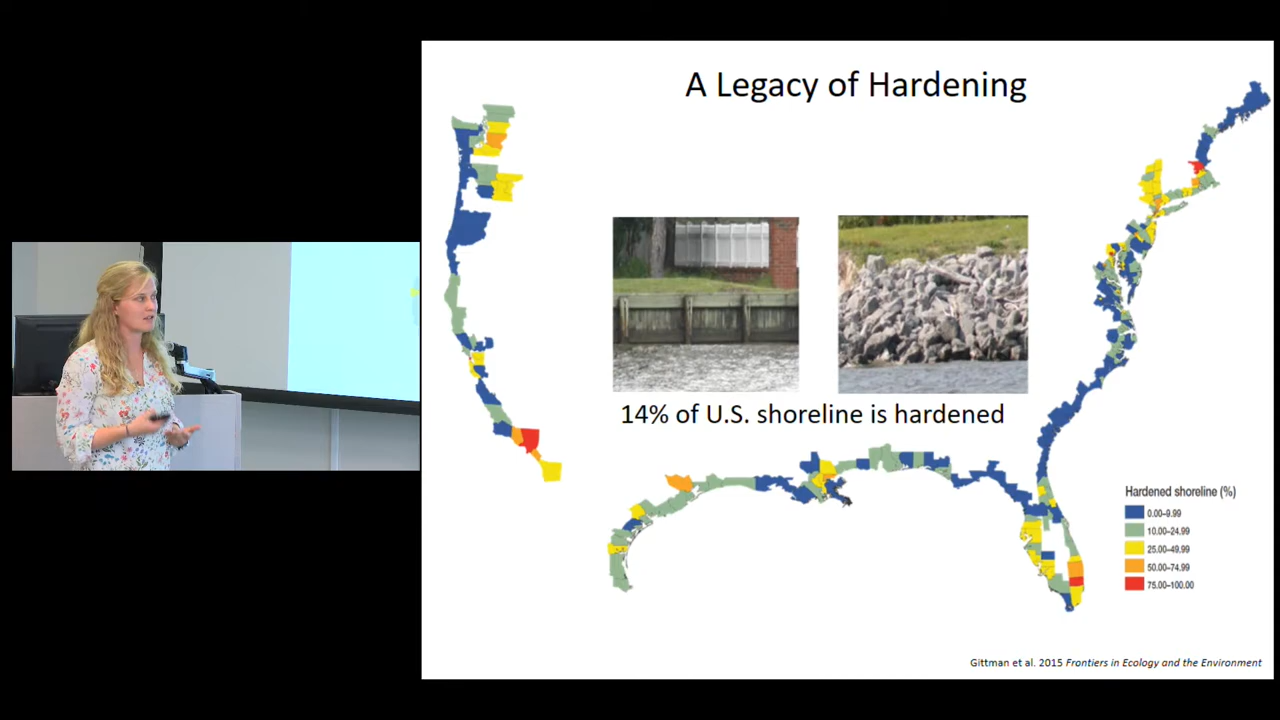 A Legacy of Hardening
14% of U.S. shoreline is hardened
Hardened shoreline (%)
0.00–9.99
10.00–24.99
25.00–49.99
50.00–74.99
75.00–100.00
Gittman et al. 2015 Frontiers in Ecology and the Environment